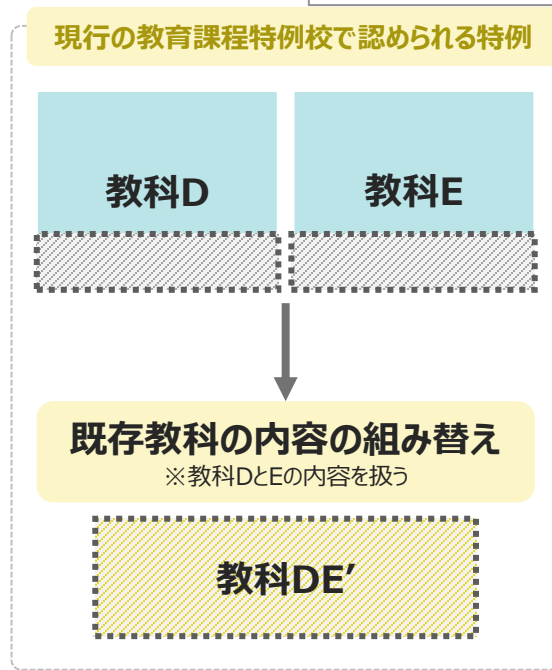 現行の教育課程特例校で認められる特例
教科D
教科E
既存教科の内容の組み替え
※教科DとEの内容を扱う
教科DE′